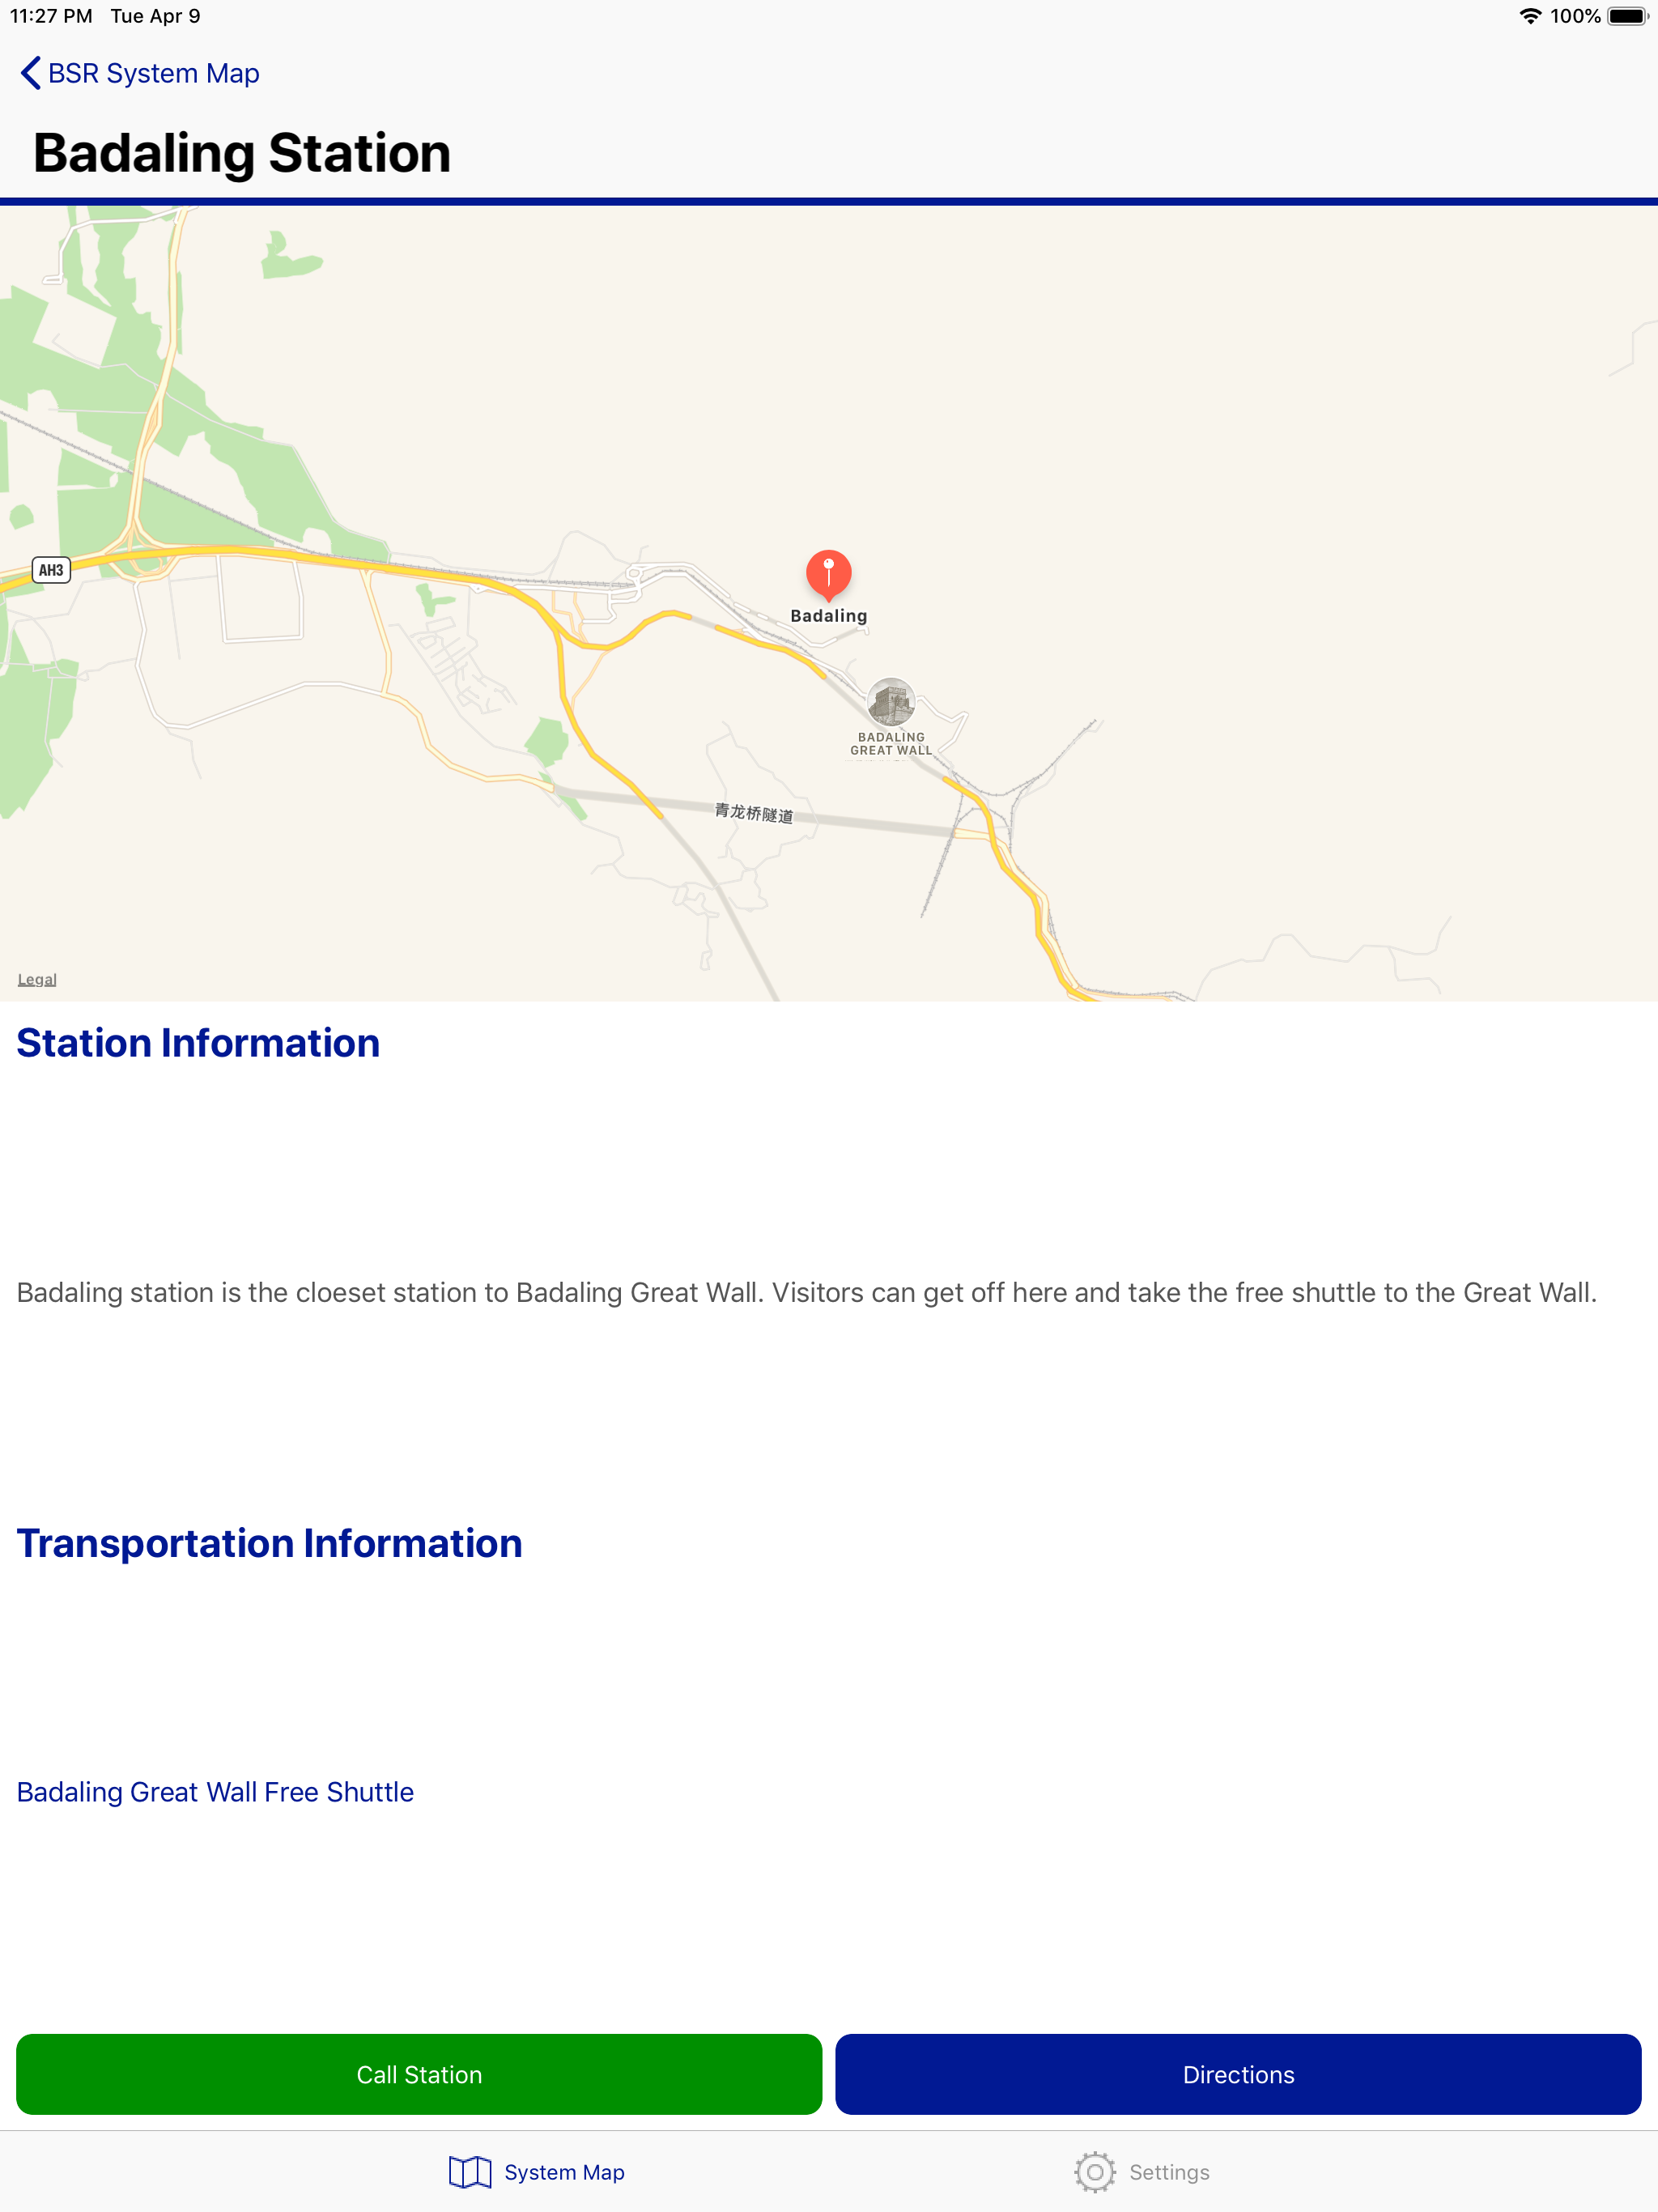 11:27 PM Tue Apr 9 100%
BSR System Map
Badaling Station
AH3
Badaling
BADALING
GREAT WALL
青龙桥隧道
Legal
Station Information
Badaling station is the cloeset station to Badaling Great Wall. Visitors can get off here and take the free shuttle to the Great Wall.
Transportation Information
Badaling Great Wall Free Shuttle
Call Station Directions
System Map Settings